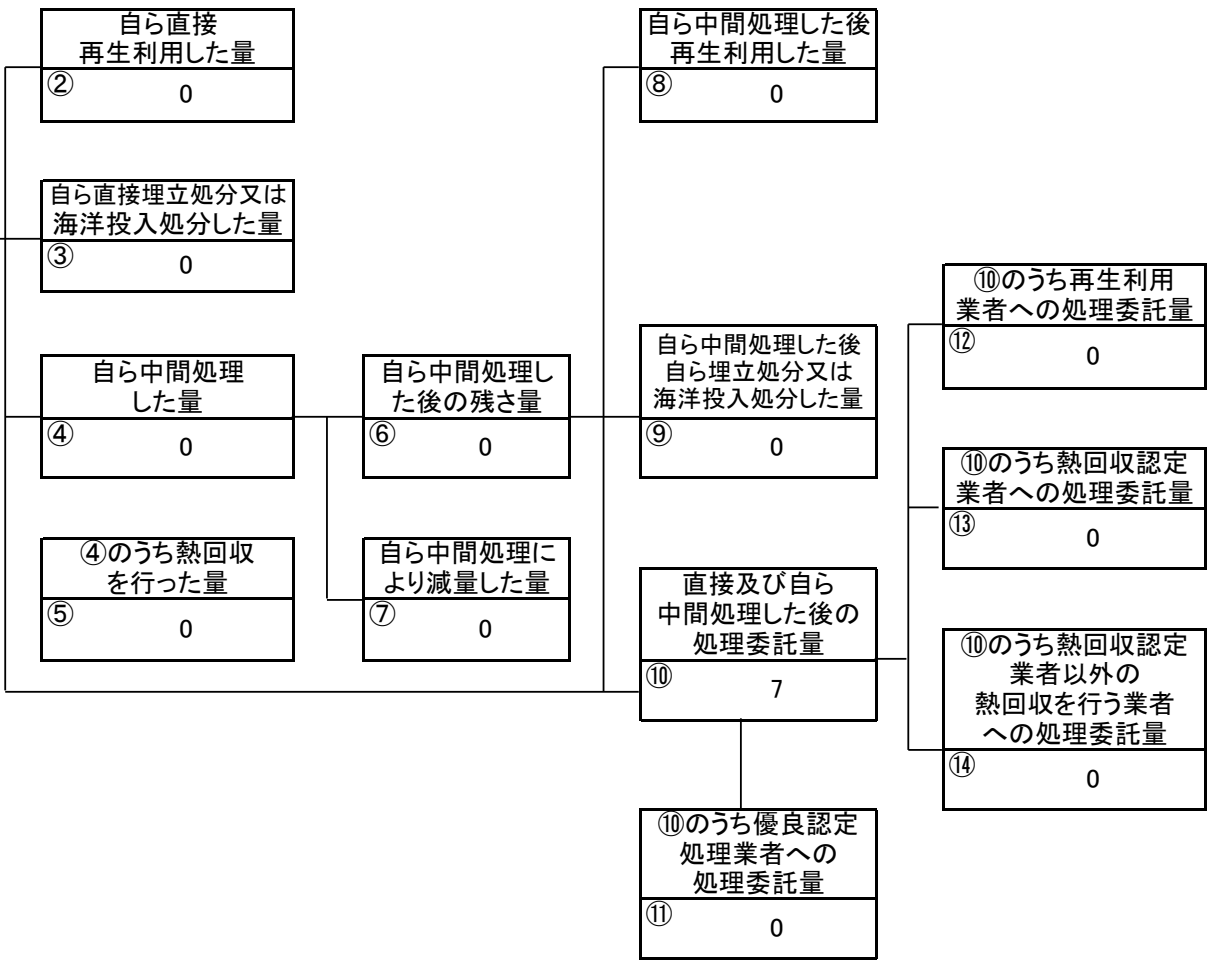 自ら直接
再生利用した量
② 0
自ら直接埋立処分又は
海洋投入処分した量
③ 0
自ら中間処理
した量
④ 0
④のうち熱回収
を行った量
⑤ 0
自ら中間処理し
た後の残さ量
⑥ 0
自ら中間処理に
より減量した量
⑦ 0
自ら中間処理した後
再生利用した量
⑧ 0
自ら中間処理した後
自ら埋立処分又は
海洋投入処分した量
⑨ 0
直接及び自ら
中間処理した後の
処理委託量
⑩ 7
⑩のうち優良認定
処理業者への
処理委託量
⑪ 0
⑩のうち再生利用
業者への処理委託量
⑫ 0
⑩のうち熱回収認定
業者への処理委託量
⑬ 0
⑩のうち熱回収認定
業者以外の
熱回収を行う業者
への処理委託量
⑭ 0